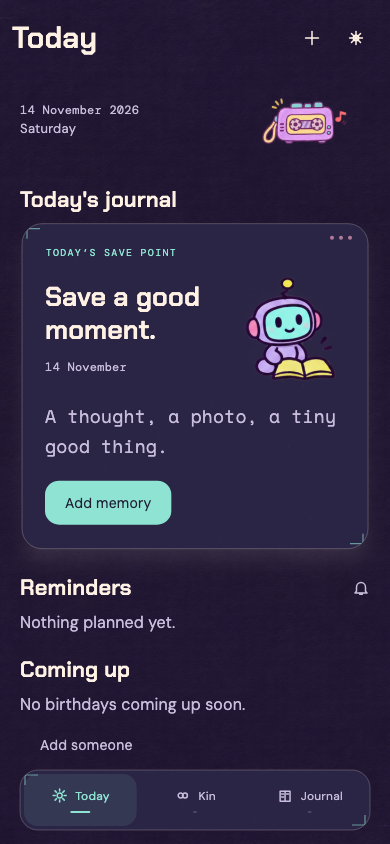 Today
14 November 2026
Saturday
Today's journal
TODAY'S SAVE POINT
Save a good
moment.
14 November
A thought, a photo, a tiny
good thing.
Add memory
Reminders
Nothing planned yet.
Coming up
No birthdays coming up soon.
Add someone
Today
Kin
Journal